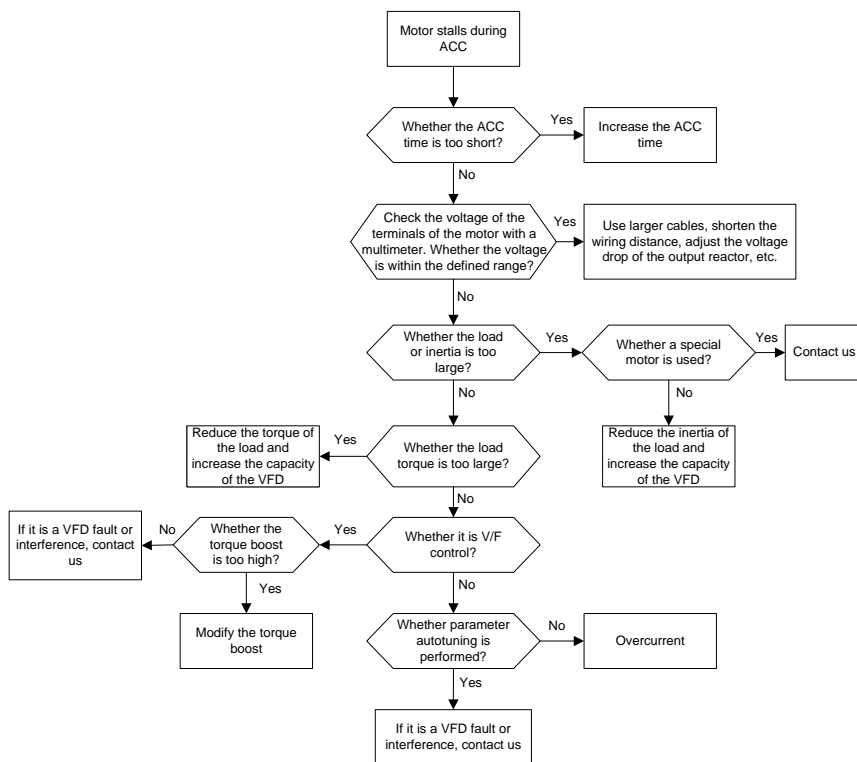 Motor stalls during
ACC
Whether the ACC
time is too short?
Yes
Increase the ACC
time
No
Check the voltage of the
terminals of the motor with a
multimeter. Whether the voltage
is within the defined range?
Yes
Use larger cables, shorten the
wiring distance, adjust the voltage
drop of the output reactor, etc.
No
Whether the load
or inertia is too
large?
Yes
Whether a special
motor is used?
Yes
Contact us
No
No
Reduce the torque of
the load and
increase the capacity
of the VFD
Yes
Whether the load
torque is too large?
Reduce the inertia of
the load and
increase the capacity
of the VFD
No
If it is a VFD fault or
interference, contact
us
No
Whether the
torque boost
is too high?
Yes
Whether it is V/F
control?
Yes
No
Modify the torque
boost
Whether parameter
autotuning is
performed?
No
Overcurrent
Yes
If it is a VFD fault or
interference, contact us